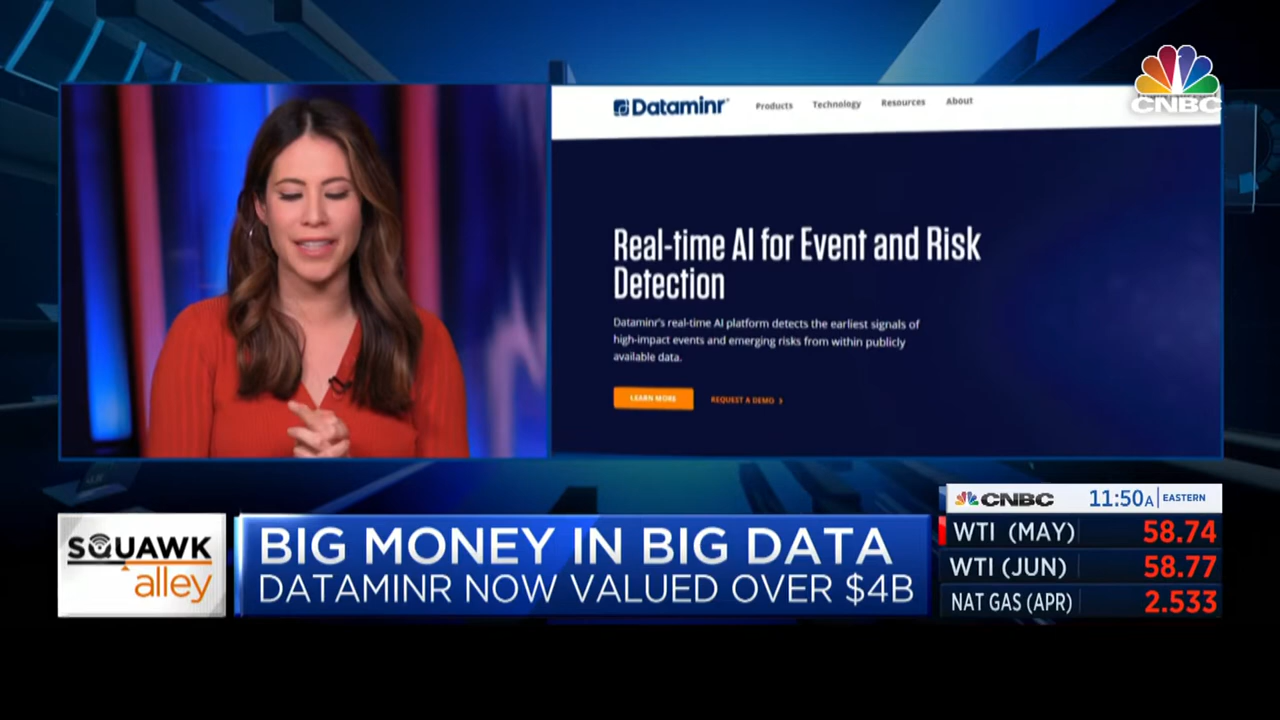 CNBC
Dataminr
Products Technology Resources About
Real-time AI for Event and Risk
Detection
Dataminr's real-time AI platform detects the earliest signals of
high-impact events and emerging risks from within publicly
available data.
LEARN MORE REQUEST A DEMO >
SQUAWK
alley
BIG MONEY IN BIG DATA
DATAMINR NOW VALUED OVER $4B
CNBC 11:50A EASTERN
WTI (MAY) 58.74
WTI (JUN) 58.77
NAT GAS (APR) 2.533